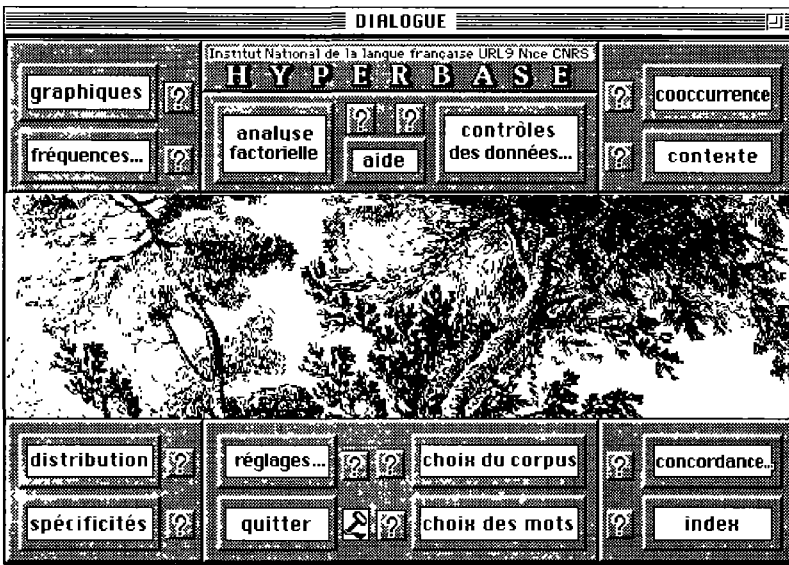 DIALOGUE
Institut National de la langue française URL9 Nice CNRS
HYPERBASE
graphiques ?
fréquences... ?
analyse
factorielle
? ?
aide
contrôles
des données...
? cooccurrence
? contexte
distribution ?
spécificités ?
réglages... ? ? choix du corpus
quitter ? choix des mots
? concordance...
? index